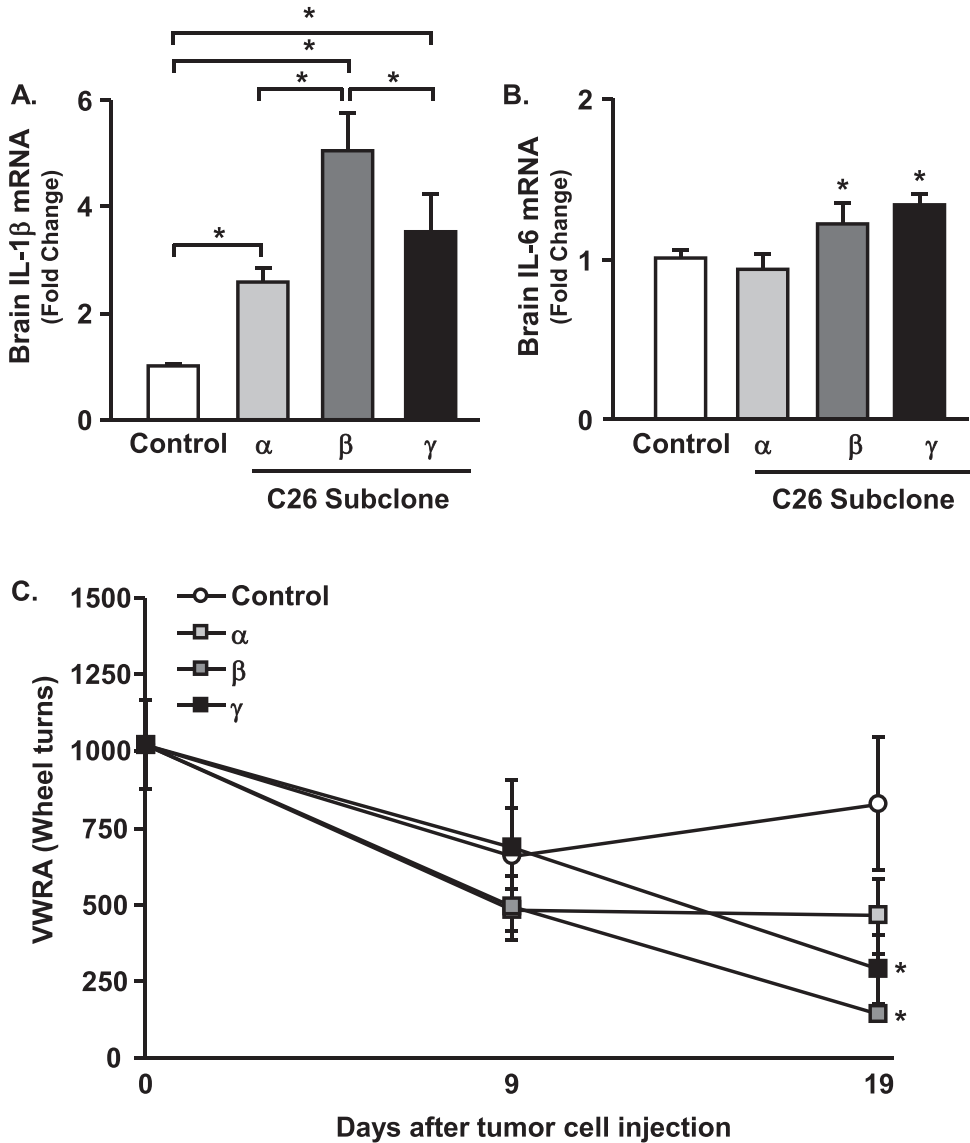 *
*
* *
A.
6
4
2
0
Brain IL-1β mRNA
(Fold Change)
*
Control α β γ
C26 Subclone
B.
2
1
0
Brain IL-6 mRNA
(Fold Change)
* *
Control α β γ
C26 Subclone
C.
1500
1250
1000
750
500
250
0
VWRA (Wheel turns)
Control
α
β
γ
*
*
0 9 19
Days after tumor cell injection